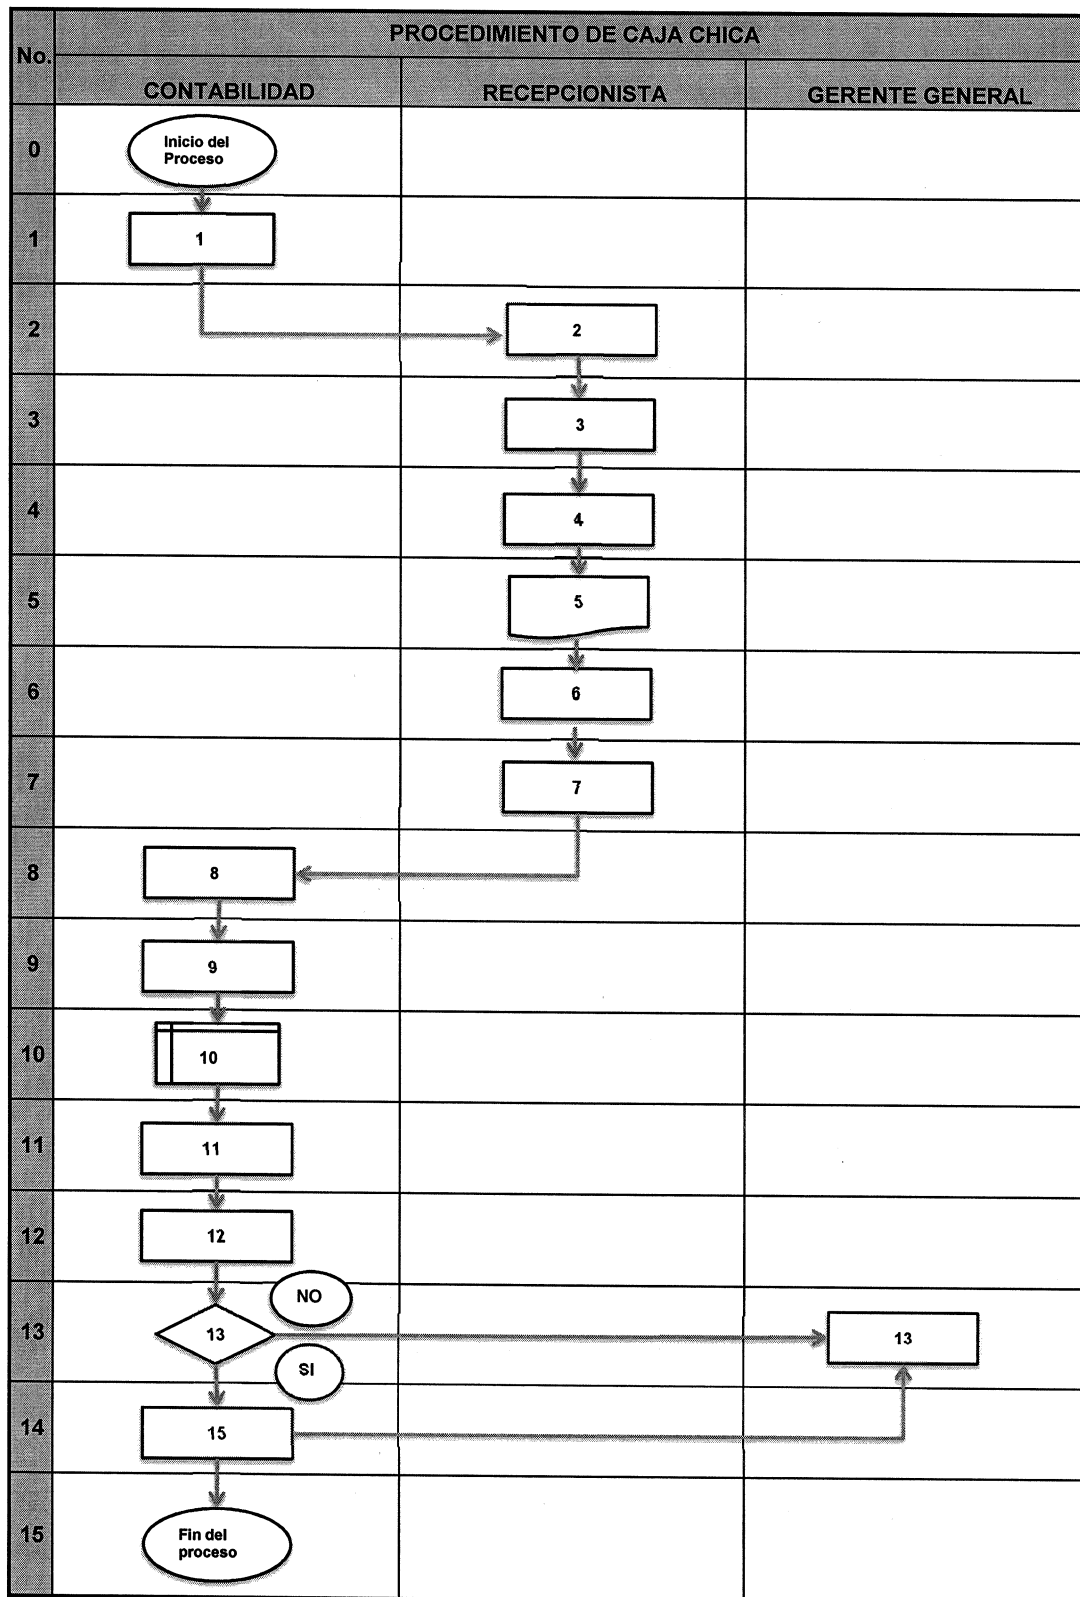 PROCEDIMIENTO DE CAJA CHICA
No.
CONTABILIDAD
RECEPCIONISTA
GERENTE GENERAL
0
Inicio del
Proceso
1
1
2
2
3
3
4
4
5
5
6
6
7
7
8
8
9
9
10
10
11
11
12
12
NO
13
13
13
SI
14
15
15
Fin del
proceso